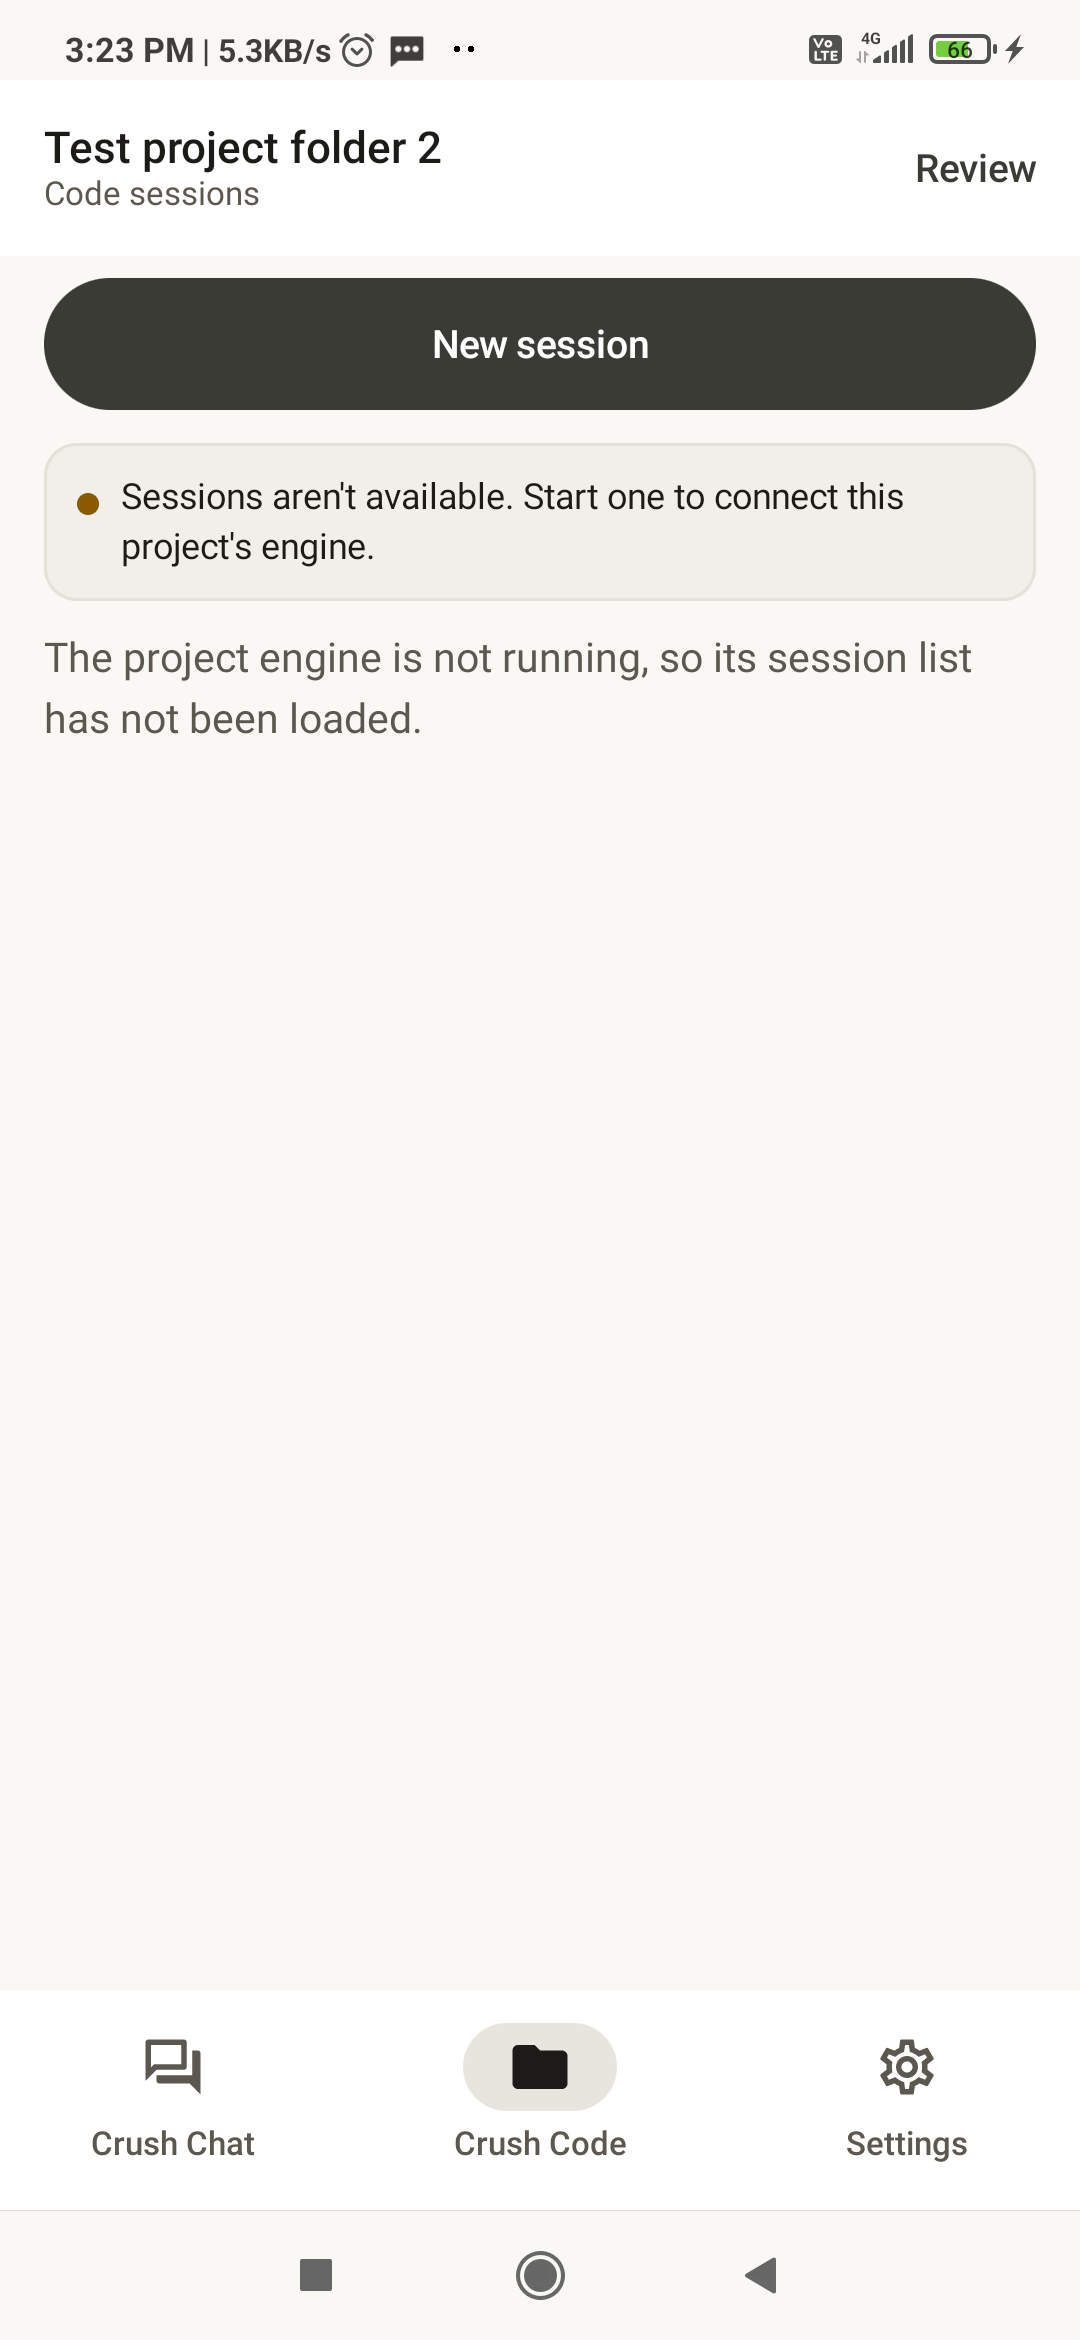 3:23 PM | 5.3KB/s
Vo LTE 4G 66
Test project folder 2
Code sessions
Review
New session
Sessions aren't available. Start one to connect this
project's engine.
The project engine is not running, so its session list
has not been loaded.
Crush Chat
Crush Code
Settings